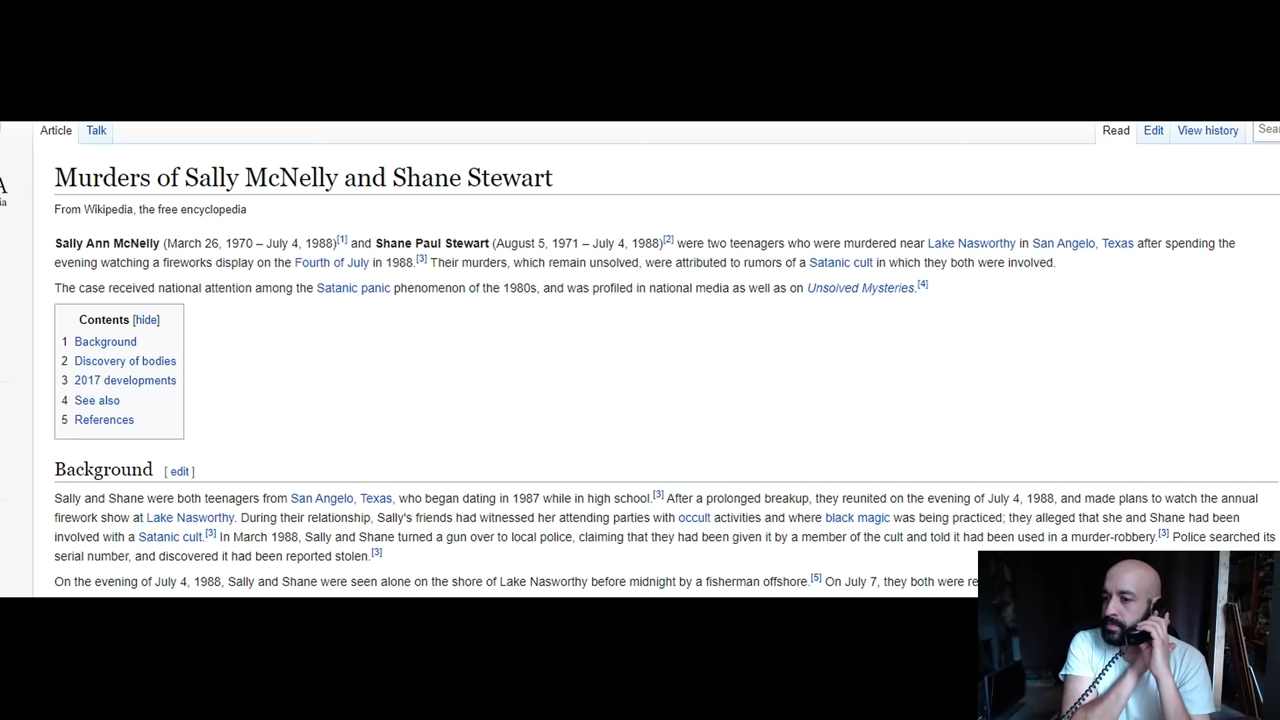 Article Talk Read Edit View history Sea
A
ia
Murders of Sally McNelly and Shane Stewart
From Wikipedia, the free encyclopedia
Sally Ann McNelly (March 26, 1970 – July 4, 1988)[1] and Shane Paul Stewart (August 5, 1971 – July 4, 1988)[2] were two teenagers who were murdered near Lake Nasworthy in San Angelo, Texas after spending the
evening watching a fireworks display on the Fourth of July in 1988.[3] Their murders, which remain unsolved, were attributed to rumors of a Satanic cult in which they both were involved.
The case received national attention among the Satanic panic phenomenon of the 1980s, and was profiled in national media as well as on Unsolved Mysteries.[4]
Contents [hide]
1 Background
2 Discovery of bodies
3 2017 developments
4 See also
5 References
Background [ edit ]
Sally and Shane were both teenagers from San Angelo, Texas, who began dating in 1987 while in high school.[3] After a prolonged breakup, they reunited on the evening of July 4, 1988, and made plans to watch the annual
firework show at Lake Nasworthy. During their relationship, Sally's friends had witnessed her attending parties with occult activities and where black magic was being practiced; they alleged that she and Shane had been
involved with a Satanic cult.[3] In March 1988, Sally and Shane turned a gun over to local police, claiming that they had been given it by a member of the cult and told it had been used in a murder-robbery.[3] Police searched its
serial number, and discovered it had been reported stolen.[3]
On the evening of July 4, 1988, Sally and Shane were seen alone on the shore of Lake Nasworthy before midnight by a fisherman offshore.[5] On July 7, they both were re